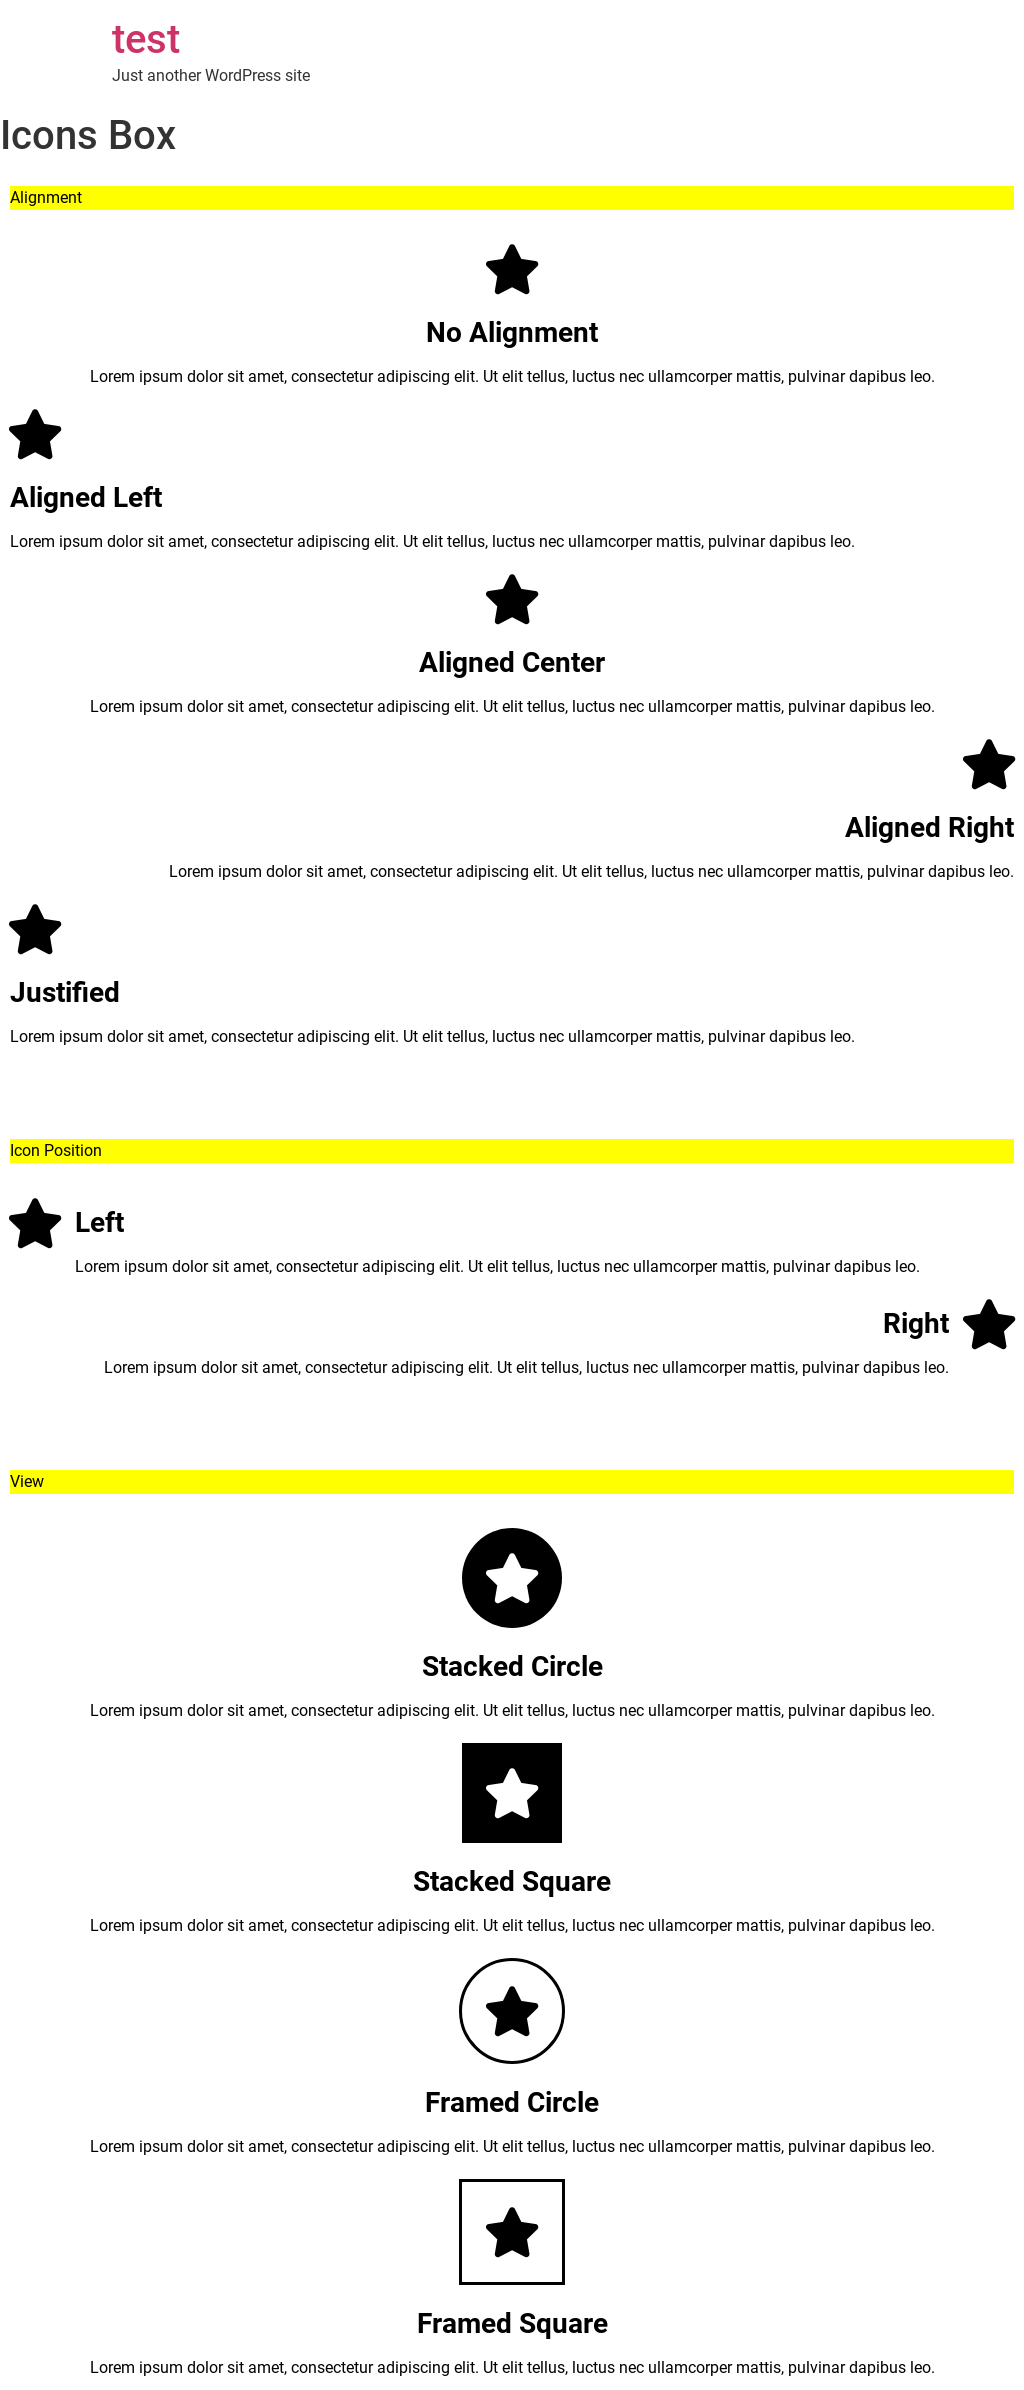 test
Just another WordPress site
Icons Box
Alignment
No Alignment
Lorem ipsum dolor sit amet, consectetur adipiscing elit. Ut elit tellus, luctus nec ullamcorper mattis, pulvinar dapibus leo.
Aligned Left
Lorem ipsum dolor sit amet, consectetur adipiscing elit. Ut elit tellus, luctus nec ullamcorper mattis, pulvinar dapibus leo.
Aligned Center
Lorem ipsum dolor sit amet, consectetur adipiscing elit. Ut elit tellus, luctus nec ullamcorper mattis, pulvinar dapibus leo.
Aligned Right
Lorem ipsum dolor sit amet, consectetur adipiscing elit. Ut elit tellus, luctus nec ullamcorper mattis, pulvinar dapibus leo.
Justified
Lorem ipsum dolor sit amet, consectetur adipiscing elit. Ut elit tellus, luctus nec ullamcorper mattis, pulvinar dapibus leo.
Icon Position
Left
Lorem ipsum dolor sit amet, consectetur adipiscing elit. Ut elit tellus, luctus nec ullamcorper mattis, pulvinar dapibus leo.
Right
Lorem ipsum dolor sit amet, consectetur adipiscing elit. Ut elit tellus, luctus nec ullamcorper mattis, pulvinar dapibus leo.
View
Stacked Circle
Lorem ipsum dolor sit amet, consectetur adipiscing elit. Ut elit tellus, luctus nec ullamcorper mattis, pulvinar dapibus leo.
Stacked Square
Lorem ipsum dolor sit amet, consectetur adipiscing elit. Ut elit tellus, luctus nec ullamcorper mattis, pulvinar dapibus leo.
Framed Circle
Lorem ipsum dolor sit amet, consectetur adipiscing elit. Ut elit tellus, luctus nec ullamcorper mattis, pulvinar dapibus leo.
Framed Square
Lorem ipsum dolor sit amet, consectetur adipiscing elit. Ut elit tellus, luctus nec ullamcorper mattis, pulvinar dapibus leo.